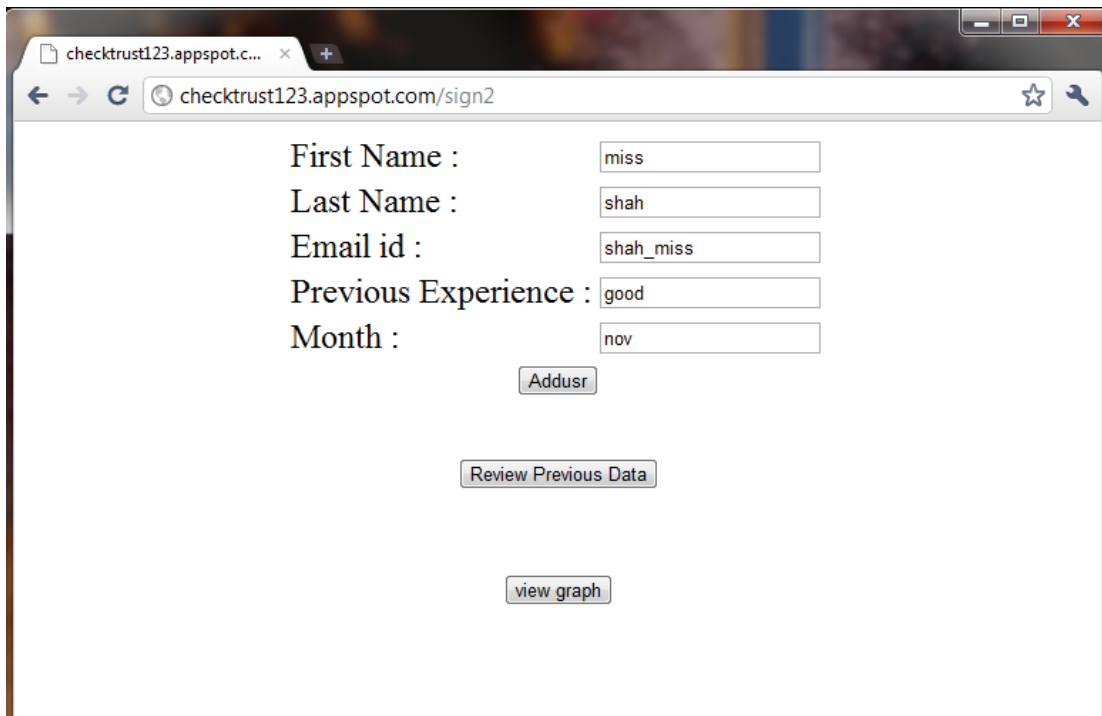 checktrust123.appspot.c...
checktrust123.appspot.com/sign2
First Name : miss
Last Name : shah
Email id : shah_miss
Previous Experience : good
Month : nov
Addusr
Review Previous Data
view graph